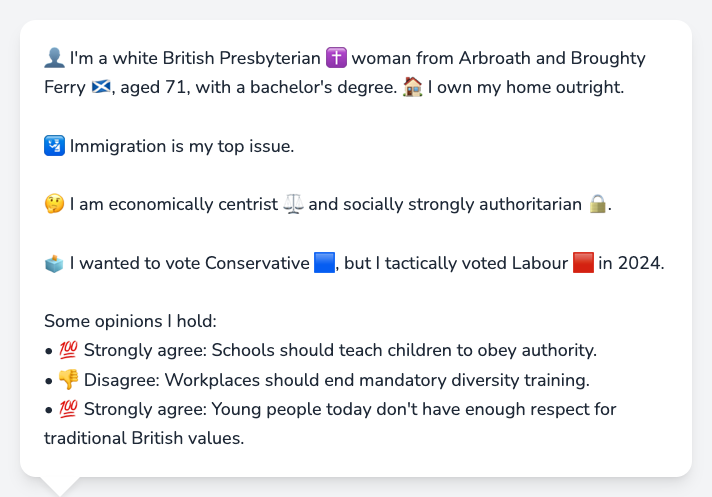 👤 I'm a white British Presbyterian ✝️ woman from Arbroath and Broughty
Ferry 🏴󠁧󠁢󠁳󠁣󠁴󠁿, aged 71, with a bachelor's degree. 🏠 I own my home outright.
🛂 Immigration is my top issue.
🤔 I am economically centrist ⚖️ and socially strongly authoritarian 🔒.
🗳️ I wanted to vote Conservative 🟦, but I tactically voted Labour 🟥 in 2024.
Some opinions I hold:
• 💯 Strongly agree: Schools should teach children to obey authority.
• 👎 Disagree: Workplaces should end mandatory diversity training.
• 💯 Strongly agree: Young people today don't have enough respect for
traditional British values.